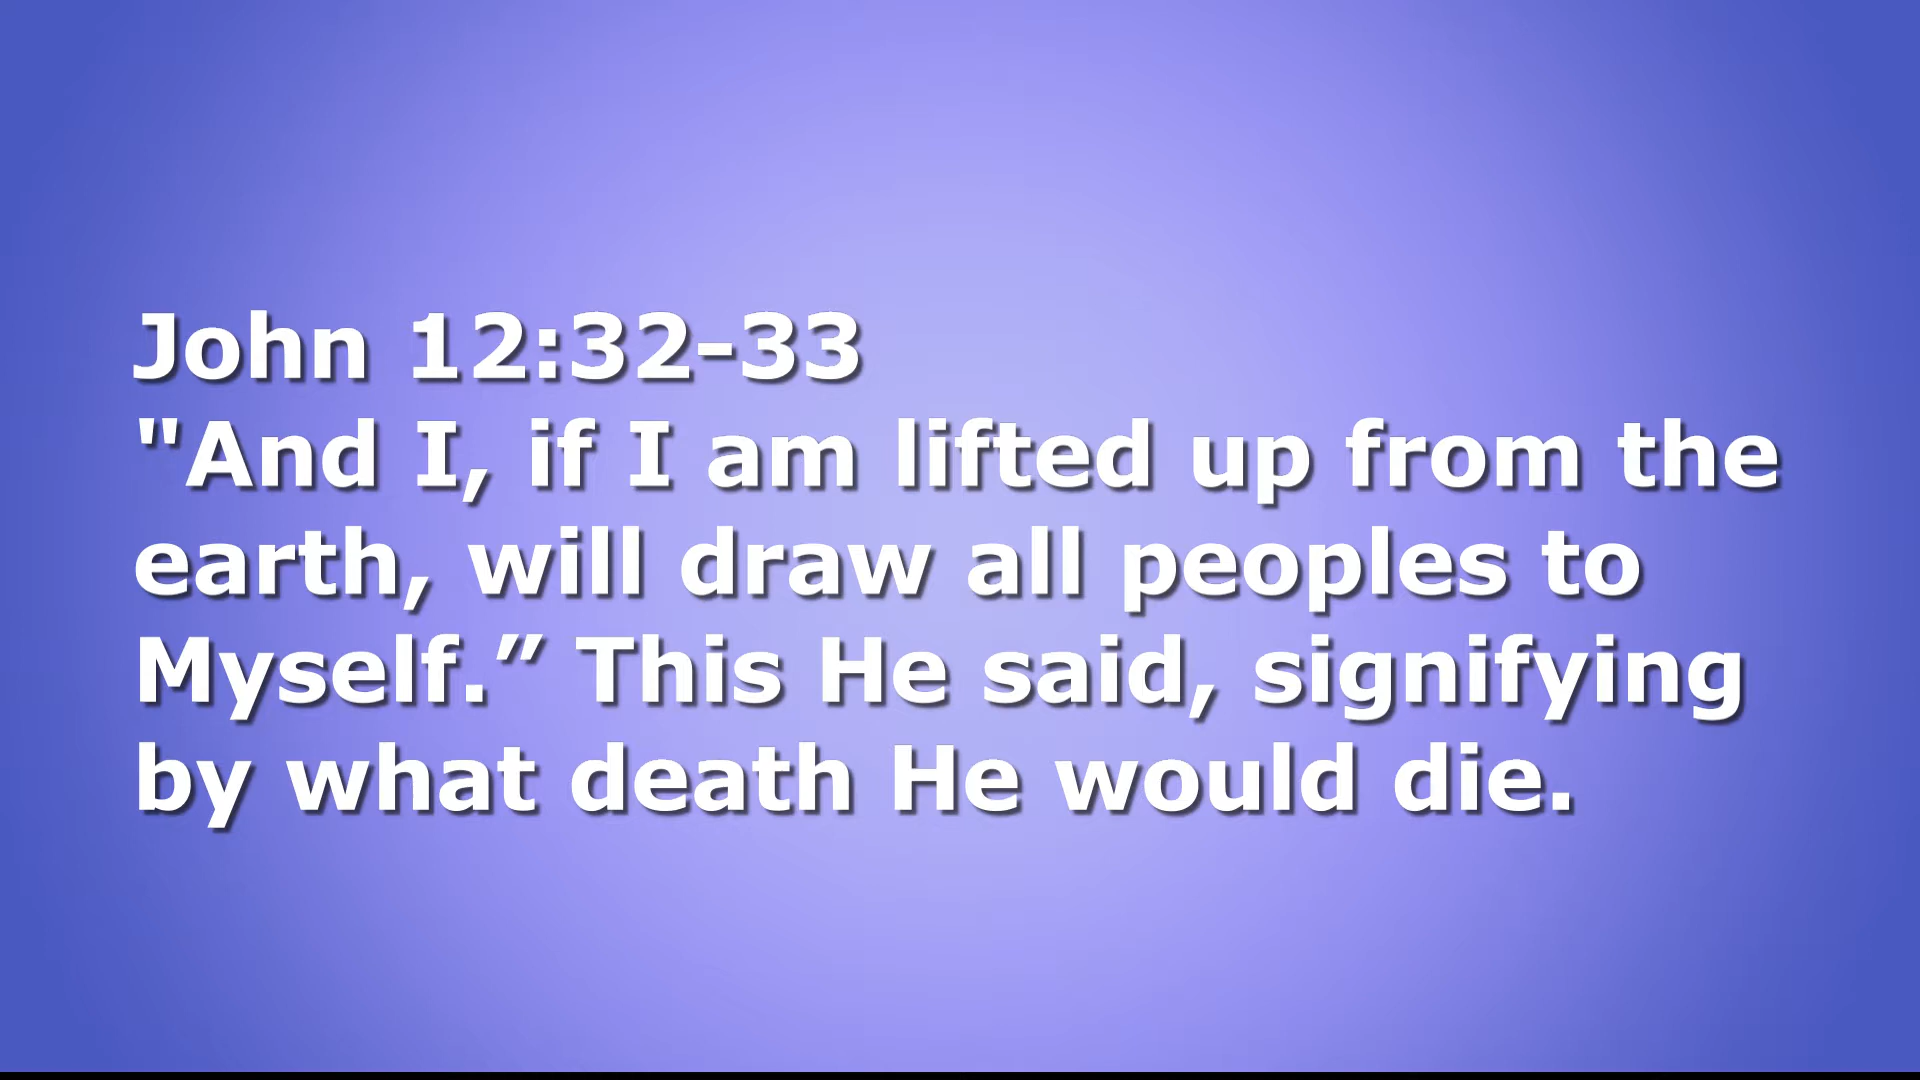 John 12:32-33
"And I, if I am lifted up from the
earth, will draw all peoples to
Myself.” This He said, signifying
by what death He would die.